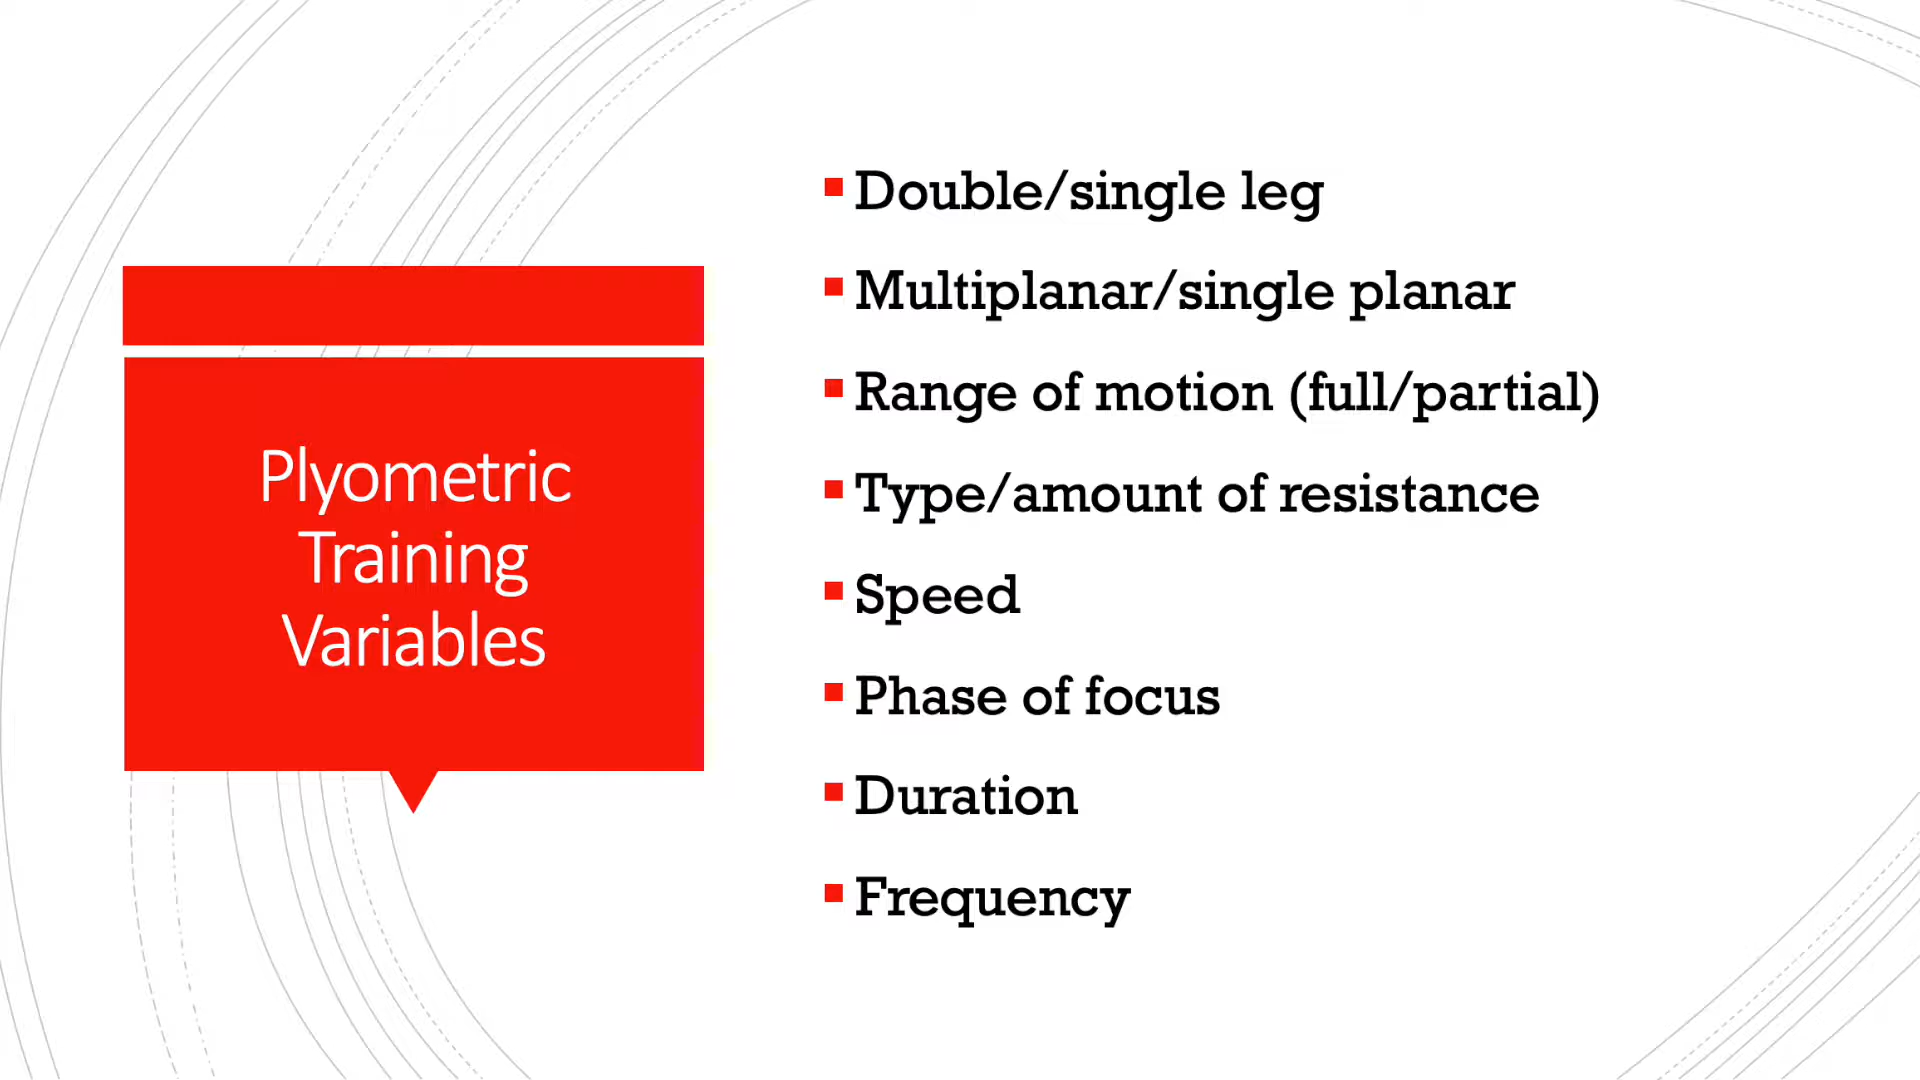 Plyometric
Training
Variables
Double/single leg
Multiplanar/single planar
Range of motion (full/partial)
Type/amount of resistance
Speed
Phase of focus
Duration
Frequency